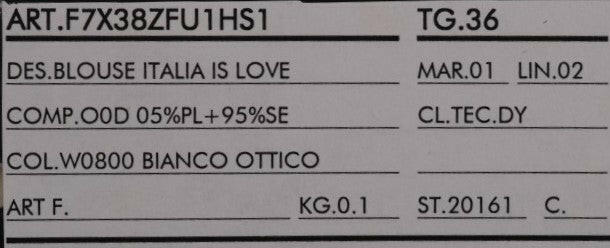 ART.F7X38ZFU1HS1 TG.36
DES.BLOUSE ITALIA IS LOVE MAR.01 LIN.02
COMP.O0D 05%PL+95%SE CL.TEC.DY
COL.W0800 BIANCO OTTICO
ART F. KG.0.1 ST.20161 C.